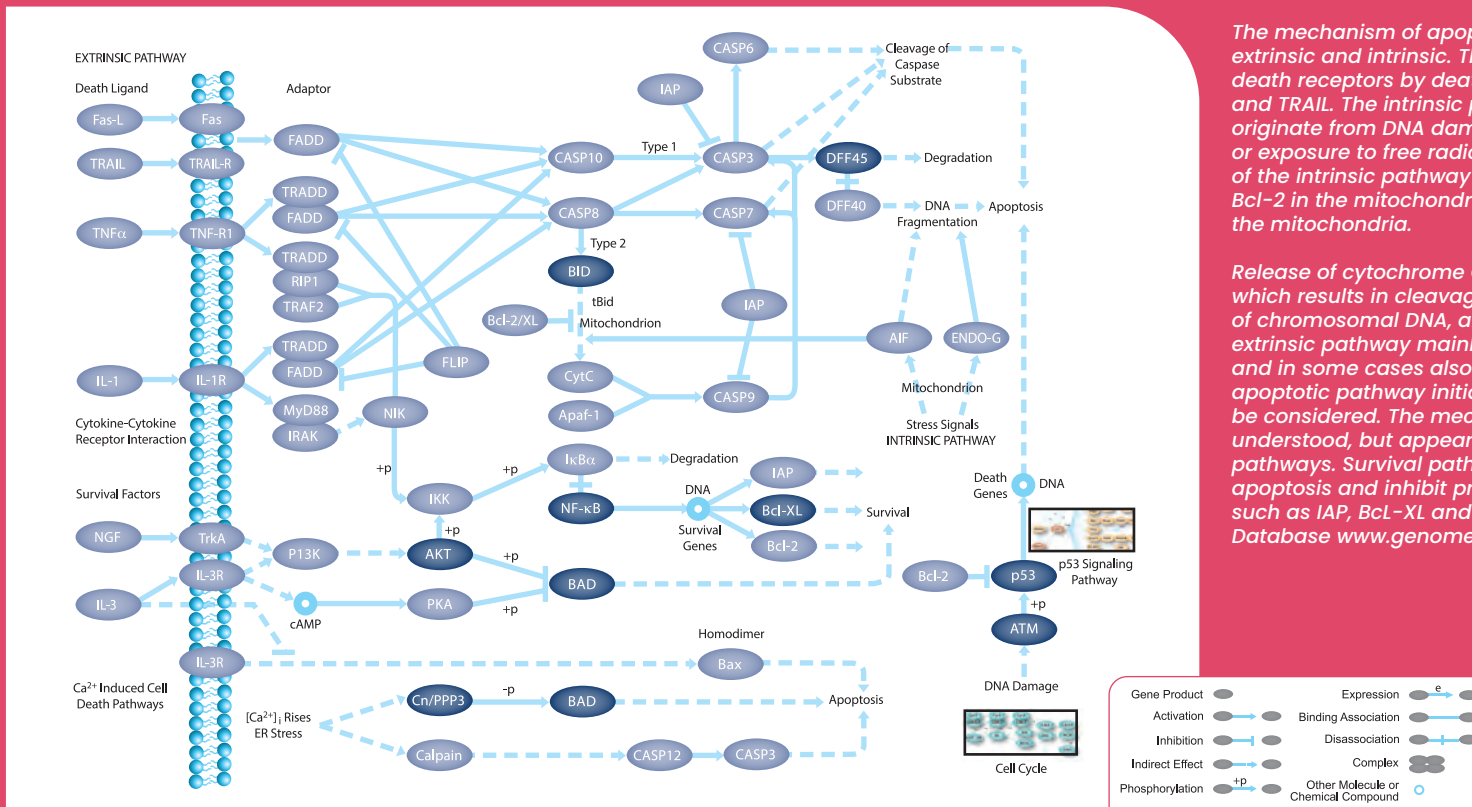 EXTRINSIC PATHWAY
Death Ligand
Adaptor
Fas-L
Fas
FADD
TRAIL
TRAIL-R
TRADD
FADD
TNFα
TNF-R1
TRADD
RIP1
TRAF2
TRADD
FADD
IL-1
IL-1R
MyD88
IRAK
Cytokine-Cytokine
Receptor Interaction
FLIP
NIK
+p
CASP6
IAP
CASP10
Type 1
CASP3
CASP8
CASP7
Type 2
BID
tBid
Bcl-2/XL
Mitochondrion
IAP
CytC
Apaf-1
CASP9
Cleavage of
Caspase
Substrate
DFF45
Degradation
DFF40
DNA
Fragmentation
Apoptosis
AIF
ENDO-G
Mitochondrion
Stress Signals
INTRINSIC PATHWAY
Survival Factors
NGF
TrkA
P13K
IL-3
IL-3R
cAMP
IKK
+p
+p
AKT
+p
PKA
+p
BAD
IκBα
Degradation
NF-κB
DNA
Survival
Genes
IAP
Bcl-XL
Bcl-2
Survival
Death
Genes
DNA
p53 Signaling
Pathway
Bcl-2
p53
+p
ATM
DNA Damage
Cell Cycle
IL-3R
Homodimer
Bax
Ca2+ Induced Cell
Death Pathways
[Ca2+]i Rises
ER Stress
Cn/PPP3
-p
BAD
Apoptosis
Calpain
CASP12
CASP3
The mechanism of apop
extrinsic and intrinsic. Th
death receptors by dea
and TRAIL. The intrinsic p
originate from DNA dam
or exposure to free radic
of the intrinsic pathway
Bcl-2 in the mitochondr
the mitochondria.
Release of cytochrome
which results in cleavag
of chromosomal DNA, a
extrinsic pathway mainl
and in some cases also
apoptotic pathway initia
be considered. The mec
understood, but appear
pathways. Survival path
apoptosis and inhibit pr
such as IAP, BcL-XL and
Database www.genome
Gene Product
Activation
Inhibition
Indirect Effect
Phosphorylation
+p
Expression
e
Binding Association
Disassociation
Complex
Other Molecule or
Chemical Compound